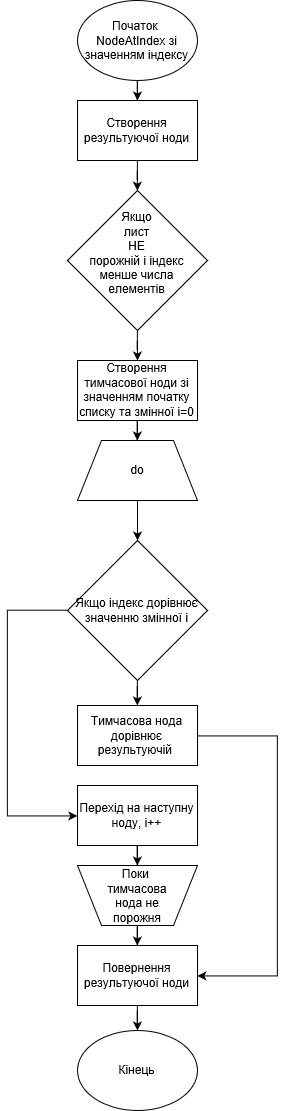 Початок
NodeAtIndex зі
значенням індексу
Створення
результуючої ноди
Якщо
лист
НЕ
порожній і індекс
менше числа
елементів
Створення
тимчасової ноди зі
значенням початку
списку та змінної i=0
do
Якщо індекс дорівнює
значенню змінної i
Тимчасова нода
дорівнює
результуючій
Перехід на наступну
ноду, i++
Поки
тимчасова
нода не
порожня
Повернення
результуючої ноди
Кінець